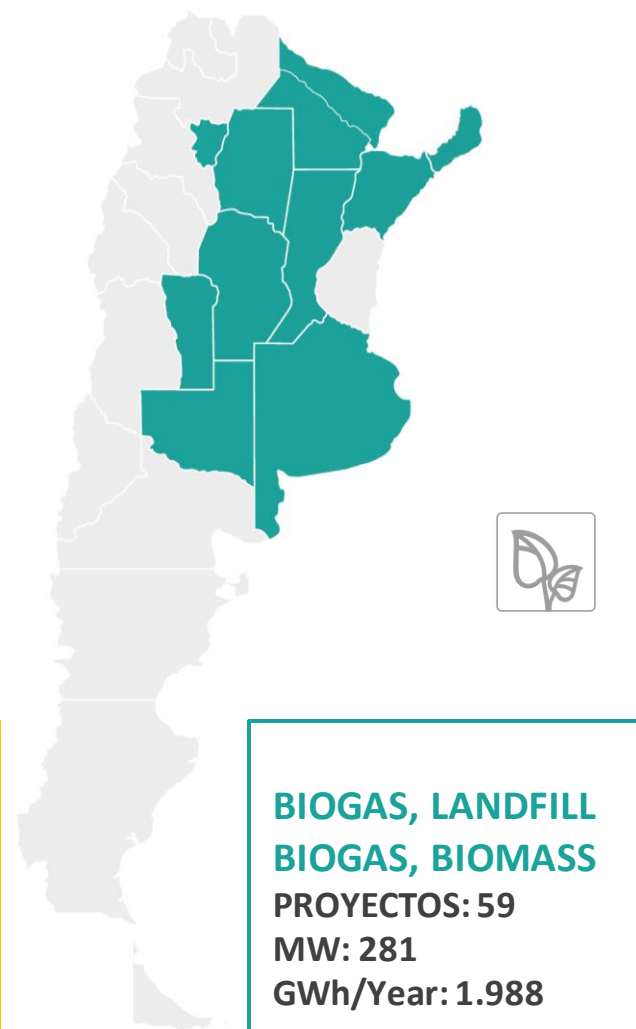 BIOGAS, LANDFILL
BIOGAS, BIOMASS
PROYECTOS: 59
MW: 281
GWh/Year: 1.988